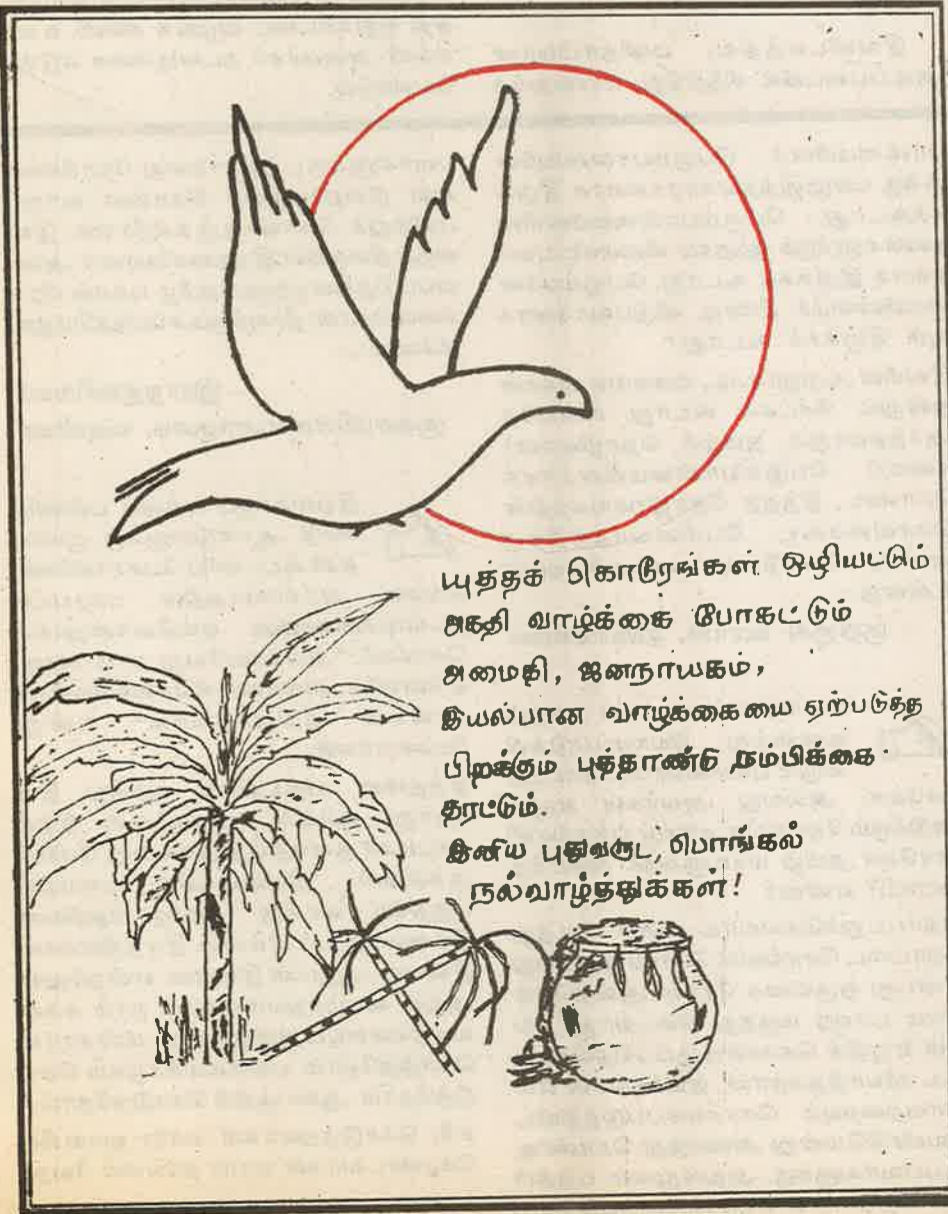 யுத்தக் கொடூரங்கள் ஒழியட்டும்
அகதி வாழ்க்கை போகட்டும்
அமைதி, ஜனநாயகம்,
இயல்பான வாழ்க்கையை ஏற்படுத்த
பிறக்கும் புத்தாண்டு நம்பிக்கை
தரட்டும்.
இனிய புதுவருட, பொங்கல்
நல்வாழ்த்துக்கள்!